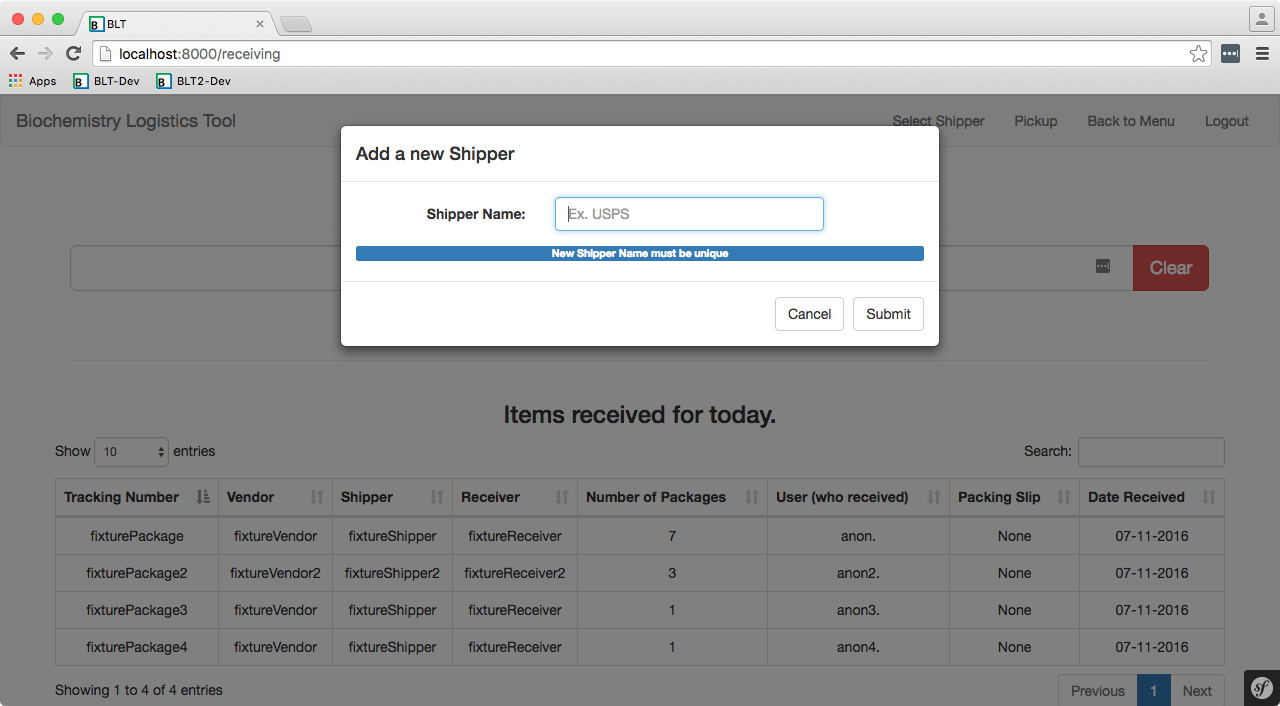 B BLT
localhost:8000/receiving
Apps B BLT-Dev B BLT2-Dev
Biochemistry Logistics Tool Select Shipper Pickup Back to Menu Logout
Add a new Shipper
Shipper Name: Ex. USPS
New Shipper Name must be unique
Clear
Cancel Submit
Items received for today.
Show 10 entries Search:
Tracking Number Vendor Shipper Receiver Number of Packages User (who received) Packing Slip Date Received
fixturePackage fixtureVendor fixtureShipper fixtureReceiver 7 anon. None 07-11-2016
fixturePackage2 fixtureVendor2 fixtureShipper2 fixtureReceiver2 3 anon2. None 07-11-2016
fixturePackage3 fixtureVendor fixtureShipper fixtureReceiver 1 anon3. None 07-11-2016
fixturePackage4 fixtureVendor fixtureShipper fixtureReceiver 1 anon4. None 07-11-2016
Showing 1 to 4 of 4 entries Previous 1 Next sf